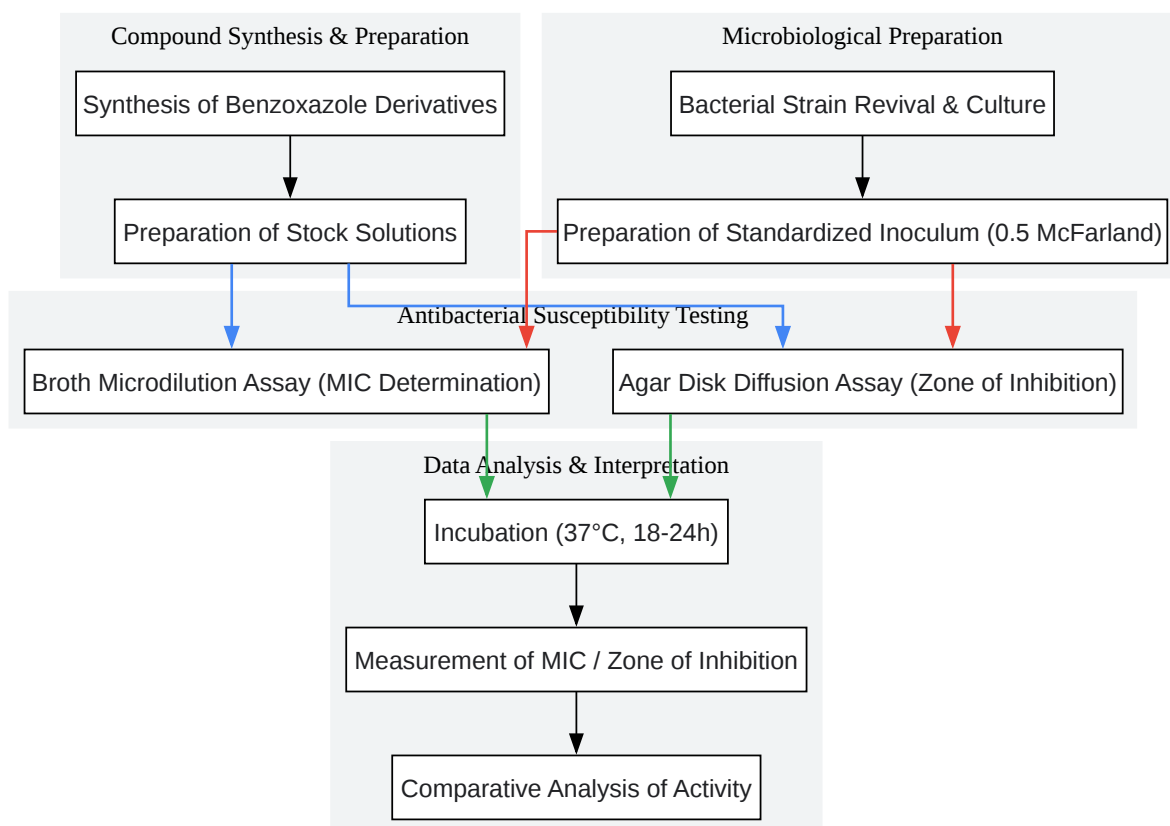 Compound Synthesis & Preparation
Microbiological Preparation
Synthesis of Benzoxazole Derivatives
Bacterial Strain Revival & Culture
Preparation of Stock Solutions
Preparation of Standardized Inoculum (0.5 McFarland)
Antibacterial Susceptibility Testing
Broth Microdilution Assay (MIC Determination)
Agar Disk Diffusion Assay (Zone of Inhibition)
Data Analysis & Interpretation
Incubation (37°C, 18-24h)
Measurement of MIC / Zone of Inhibition
Comparative Analysis of Activity